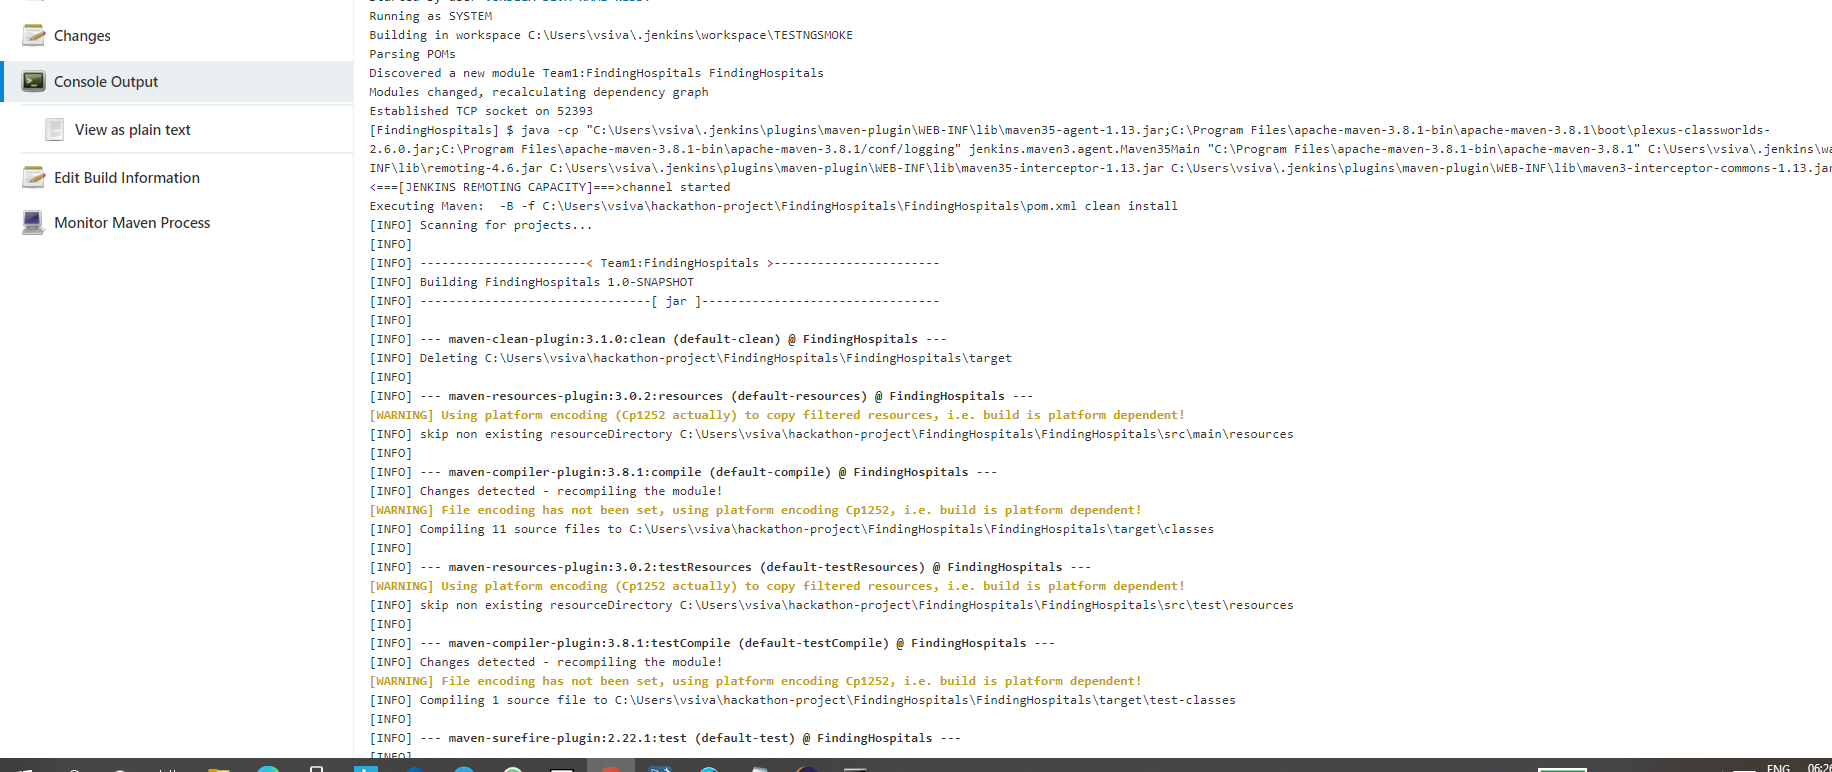 Changes
Console Output
View as plain text
Edit Build Information
Monitor Maven Process
Running as SYSTEM
Building in workspace C:\Users\vsiva\.jenkins\workspace\TESTNGSMOKE
Parsing POMs
Discovered a new module Team1:FindingHospitals FindingHospitals
Modules changed, recalculating dependency graph
Established TCP socket on 52393
[FindingHospitals] $ java -cp "C:\Users\vsiva\.jenkins\plugins\maven-plugin\WEB-INF\lib\maven35-agent-1.13.jar;C:\Program Files\apache-maven-3.8.1-bin\apache-maven-3.8.1\boot\plexus-classworlds-
2.6.0.jar;C:\Program Files\apache-maven-3.8.1-bin\apache-maven-3.8.1/conf/logging" jenkins.maven3.agent.Maven35Main "C:\Program Files\apache-maven-3.8.1-bin\apache-maven-3.8.1" C:\Users\vsiva\.jenkins\wa
INF\lib\remoting-4.6.jar C:\Users\vsiva\.jenkins\plugins\maven-plugin\WEB-INF\lib\maven35-interceptor-1.13.jar C:\Users\vsiva\.jenkins\plugins\maven-plugin\WEB-INF\lib\maven3-interceptor-commons-1.13.jar
<===[JENKINS REMOTING CAPACITY]===>channel started
Executing Maven:  -B -f C:\Users\vsiva\hackathon-project\FindingHospitals\FindingHospitals\pom.xml clean install
[INFO] Scanning for projects...
[INFO]
[INFO] -----------------------< Team1:FindingHospitals >-----------------------
[INFO] Building FindingHospitals 1.0-SNAPSHOT
[INFO] --------------------------------[ jar ]---------------------------------
[INFO]
[INFO] --- maven-clean-plugin:3.1.0:clean (default-clean) @ FindingHospitals ---
[INFO] Deleting C:\Users\vsiva\hackathon-project\FindingHospitals\FindingHospitals\target
[INFO]
[INFO] --- maven-resources-plugin:3.0.2:resources (default-resources) @ FindingHospitals ---
[WARNING] Using platform encoding (Cp1252 actually) to copy filtered resources, i.e. build is platform dependent!
[INFO] skip non existing resourceDirectory C:\Users\vsiva\hackathon-project\FindingHospitals\FindingHospitals\src\main\resources
[INFO]
[INFO] --- maven-compiler-plugin:3.8.1:compile (default-compile) @ FindingHospitals ---
[INFO] Changes detected - recompiling the module!
[WARNING] File encoding has not been set, using platform encoding Cp1252, i.e. build is platform dependent!
[INFO] Compiling 11 source files to C:\Users\vsiva\hackathon-project\FindingHospitals\FindingHospitals\target\classes
[INFO]
[INFO] --- maven-resources-plugin:3.0.2:testResources (default-testResources) @ FindingHospitals ---
[WARNING] Using platform encoding (Cp1252 actually) to copy filtered resources, i.e. build is platform dependent!
[INFO] skip non existing resourceDirectory C:\Users\vsiva\hackathon-project\FindingHospitals\FindingHospitals\src\test\resources
[INFO]
[INFO] --- maven-compiler-plugin:3.8.1:testCompile (default-testCompile) @ FindingHospitals ---
[INFO] Changes detected - recompiling the module!
[WARNING] File encoding has not been set, using platform encoding Cp1252, i.e. build is platform dependent!
[INFO] Compiling 1 source file to C:\Users\vsiva\hackathon-project\FindingHospitals\FindingHospitals\target\test-classes
[INFO]
[INFO] --- maven-surefire-plugin:2.22.1:test (default-test) @ FindingHospitals ---
[INFO]
ENG
06:26